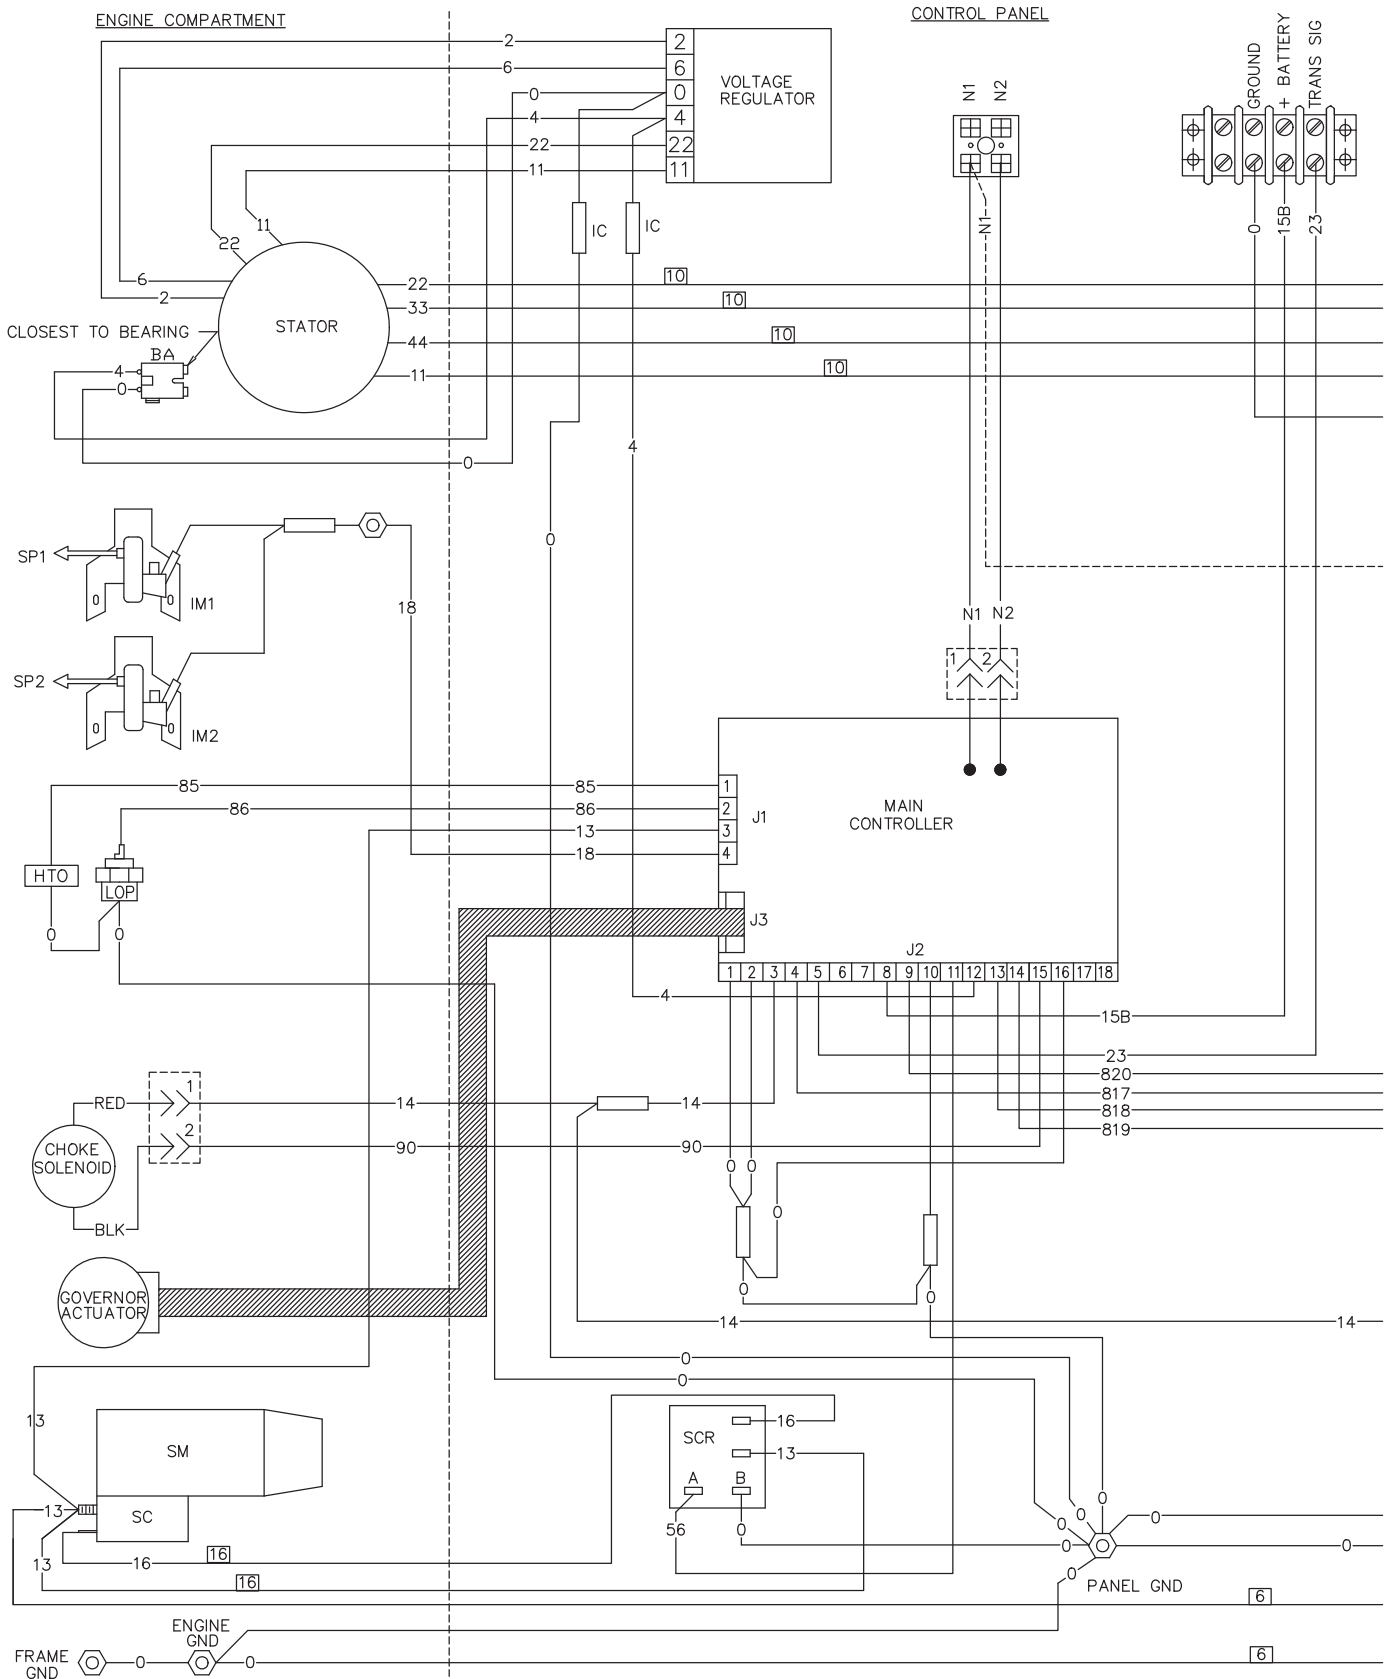 ENGINE COMPARTMENT
CONTROL PANEL
2
6
0
4
22
11
2
6
0
4
22
11
VOLTAGE
REGULATOR
N1
N2
GROUND
+ BATTERY
TRANS SIG
11
22
IC
IC
N1
0
15B
23
6
2
STATOR
22
33
44
11
10
10
10
10
CLOSEST TO BEARING
BA
4
0
0
4
0
SP1
0
0
IM1
18
N1
N2
1
2
SP2
0
0
IM2
85
85
86
86
13
18
1
2
3
4
J1
MAIN
CONTROLLER
HTO
LOP
0
0
J3
J2
1
2
3
4
5
6
7
8
9
10
11
12
13
14
15
16
17
18
4
15B
23
820
817
818
819
RED
1
14
14
CHOKE
SOLENOID
2
90
90
BLK
0
0
0
0
0
GOVERNOR
ACTUATOR
14
14
0
0
13
SM
SC
13
13
16
16
16
SCR
16
13
A
B
56
0
0
0
0
0
0
0
0
PANEL GND
6
ENGINE
GND
FRAME
GND
0
0
6